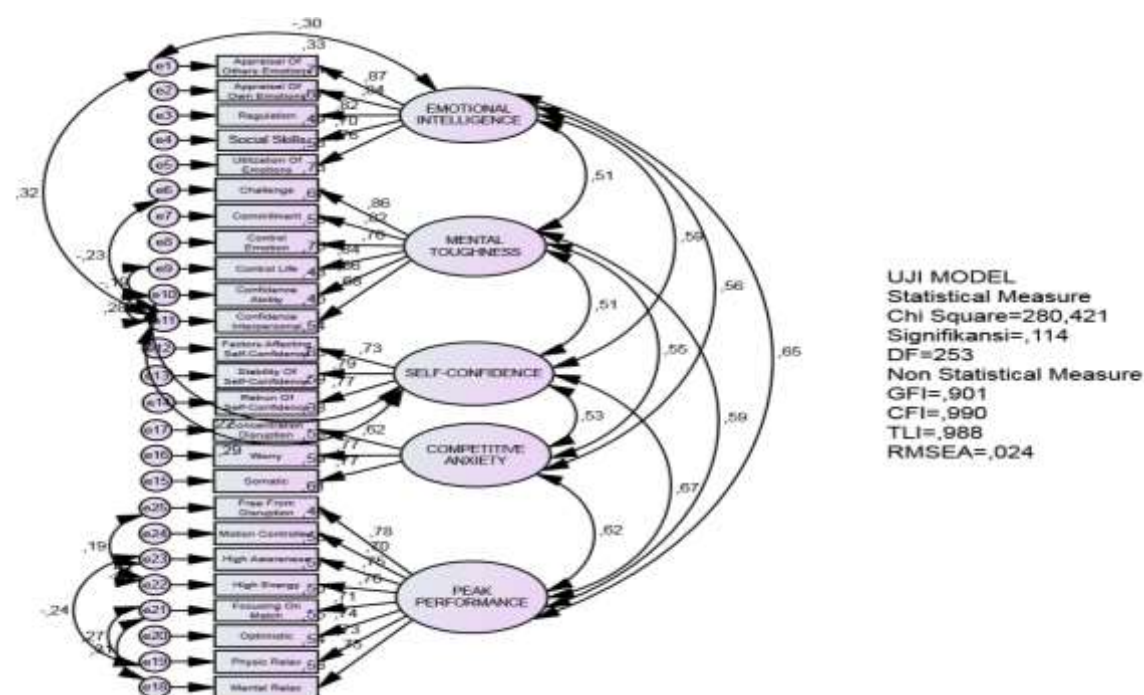 -,30
,33
e1
Appraisal Of
Others Emotions
e2
Appraisal Of
Own Emotions
e3
Regulation
e4
Social Skills
e5
Utilization Of
Emotions
e6
Challenge
e7
Commitment
e8
Control
Emotion
e9
Control Life
e10
Confidence
Ability
e11
Confidence
Interpersonal
Factors Affecting
Self-Confidence
Stability Of
Self-Confidence
Self-Confidence
e17
Concentration
Disruption
e16
Worry
e15
Somatic
e25
Free From
Disruption
e24
Motion Controlled
e23
High Awareness
e22
High Energy
e21
Focusing On
Match
e20
Optimistic
e19
Physic Relax
e18
Mental Relax
,87
,82
,70
EMOTIONAL
INTELLIGENCE
,86
,82
,76
MENTAL
TOUGHNESS
,73
,77
SELF-CONFIDENCE
,62
,77
COMPETITIVE
ANXIETY
,78
,70
,75
,76
,71
,74
,73
,75
PEAK
PERFORMANCE
,32
-,23
,29
,19
-,24
,51
,59
,56
,51
,55
,65
,53
,59
,67
,62
UJI MODEL
Statistical Measure
Chi Square=280,421
Signifikansi=,114
DF=253
Non Statistical Measure
GFI=,901
CFI=,990
TLI=,988
RMSEA=,024